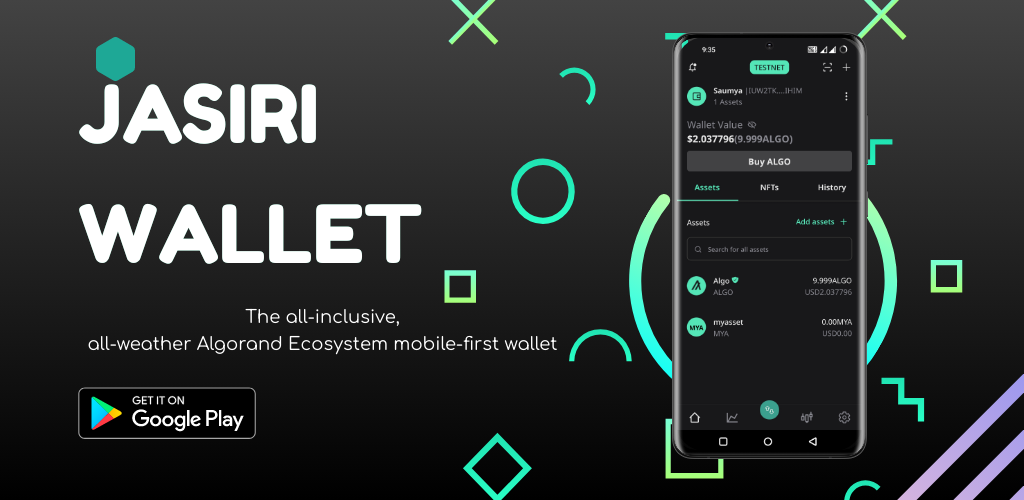 JASIRI
WALLET
The all-inclusive,
all-weather Algorand Ecosystem mobile-first wallet
GET IT ON
Google Play
9:35
TESTNET
Saumya |IUW2TK....IHIM
1 Assets
Wallet Value
$2.037796(9.999ALGO)
Buy ALGO
Assets NFTs History
Assets Add assets +
Search for all assets
Algo 9.999ALGO
ALGO USD2.037796
MYA myasset 0.00MYA
MYA USD0.00